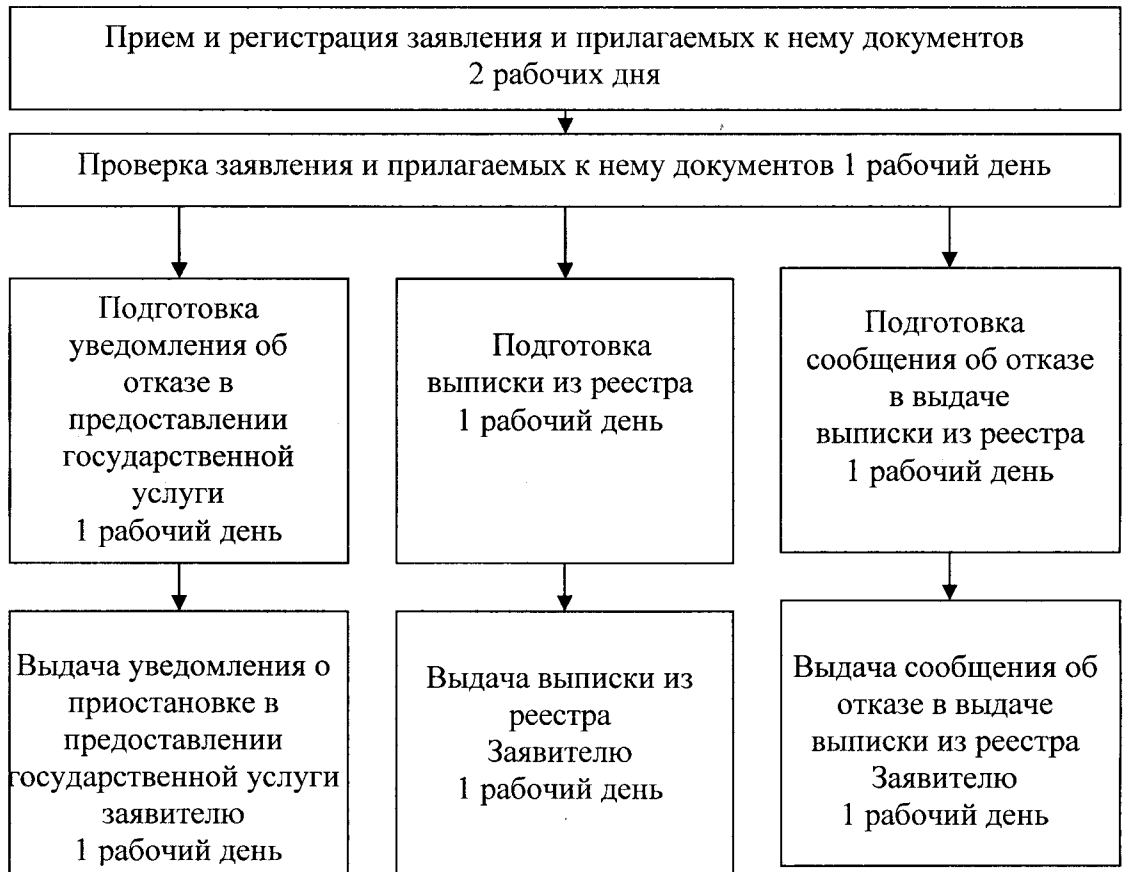 Прием и регистрация заявления и прилагаемых к нему документов
2 рабочих дня
Проверка заявления и прилагаемых к нему документов 1 рабочий день
Подготовка
уведомления об
отказе в
предоставлении
государственной
услуги
1 рабочий день
Подготовка
выписки из реестра
1 рабочий день
Подготовка
сообщения об отказе
в выдаче
выписки из реестра
1 рабочий день
Выдача уведомления о
приостановке в
предоставлении
государственной услуги
заявителю
1 рабочий день
Выдача выписки из
реестра
Заявителю
1 рабочий день
Выдача сообщения об
отказе в выдаче
выписки из реестра
Заявителю
1 рабочий день